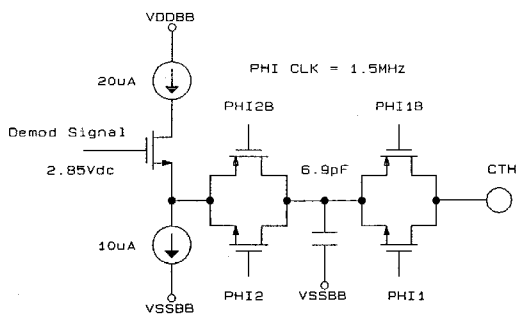 VDDBB
20uA
PHI CLK = 1.5MHz
PHI2B
PHI1B
Demod Signal
2.85Vdc
6.9pF
CTH
10uA
PHI2
VSSBB
PHI1
VSSBB